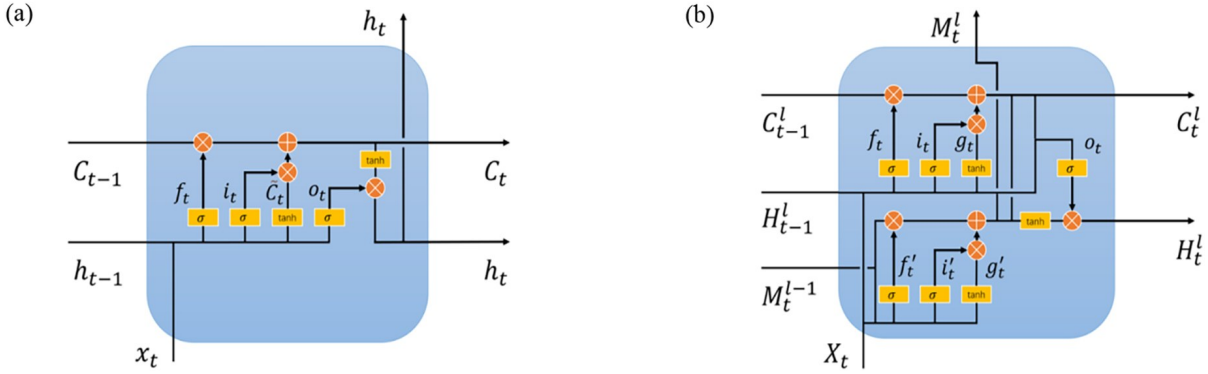 (a)
h_t
C_{t-1}
f_t
i_t
C̃_t
o_t
tanh
C_t
σ
σ
tanh
σ
h_{t-1}
h_t
x_t
(b)
M_t^l
C_{t-1}^l
f_t
i_t
g_t
o_t
C_t^l
σ
σ
tanh
σ
H_{t-1}^l
tanh
H_t^l
M_t^{l-1}
f_t'
i_t'
g_t'
σ
σ
tanh
X_t